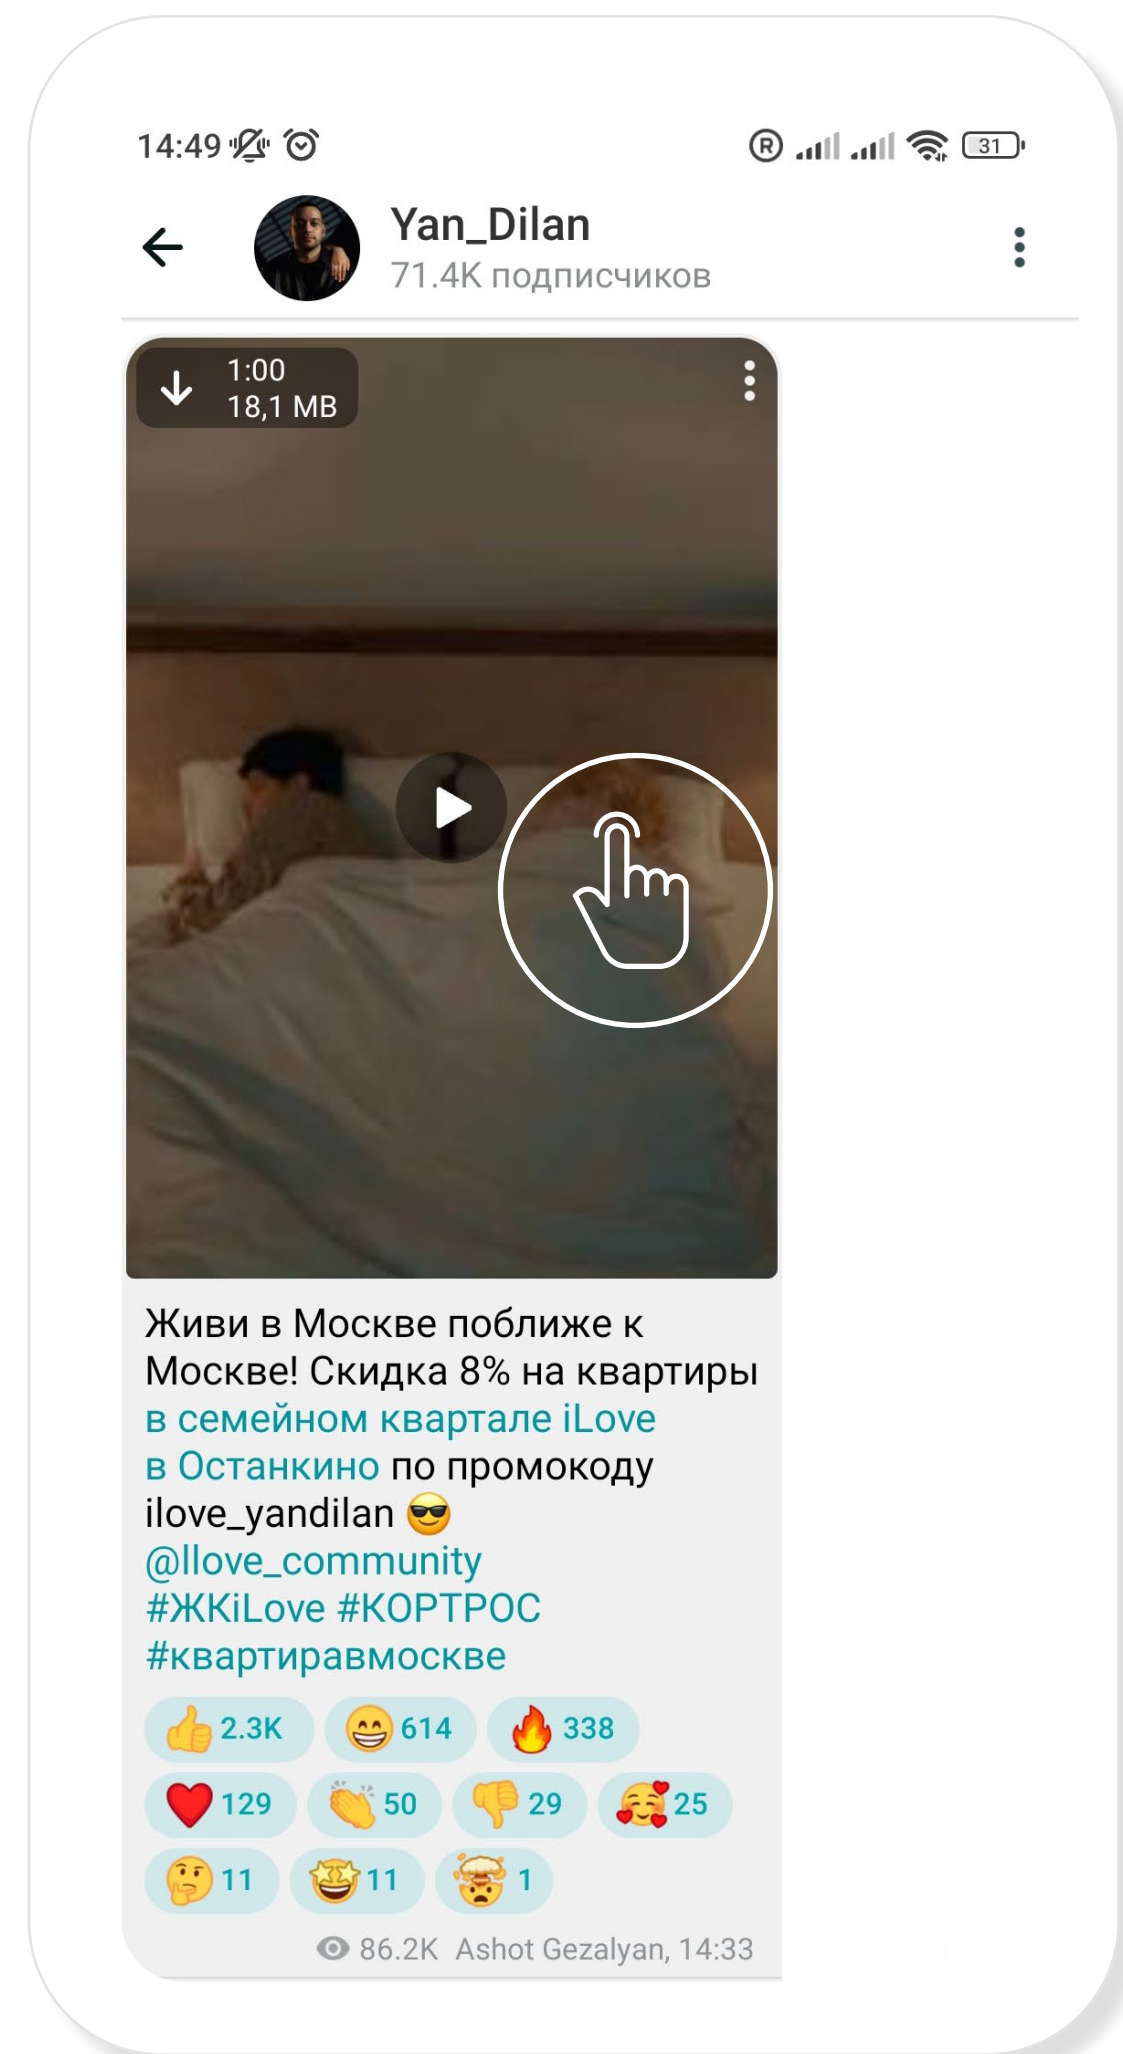 14:49
R
31
Yan_Dilan
71.4K подписчиков
1:00
18,1 MB
Живи в Москве поближе к
Москве! Скидка 8% на квартиры
в семейном квартале iLove
в Останкино по промокоду
ilove_yandilan 😎
@llove_community
#ЖКiLove #КОРТРОС
#квартиравмоскве
👍 2.3K 😁 614 🔥 338
❤️ 129 👏 50 👎 29 🥰 25
🤔 11 🤩 11 🤯 1
86.2K Ashot Gezalyan, 14:33